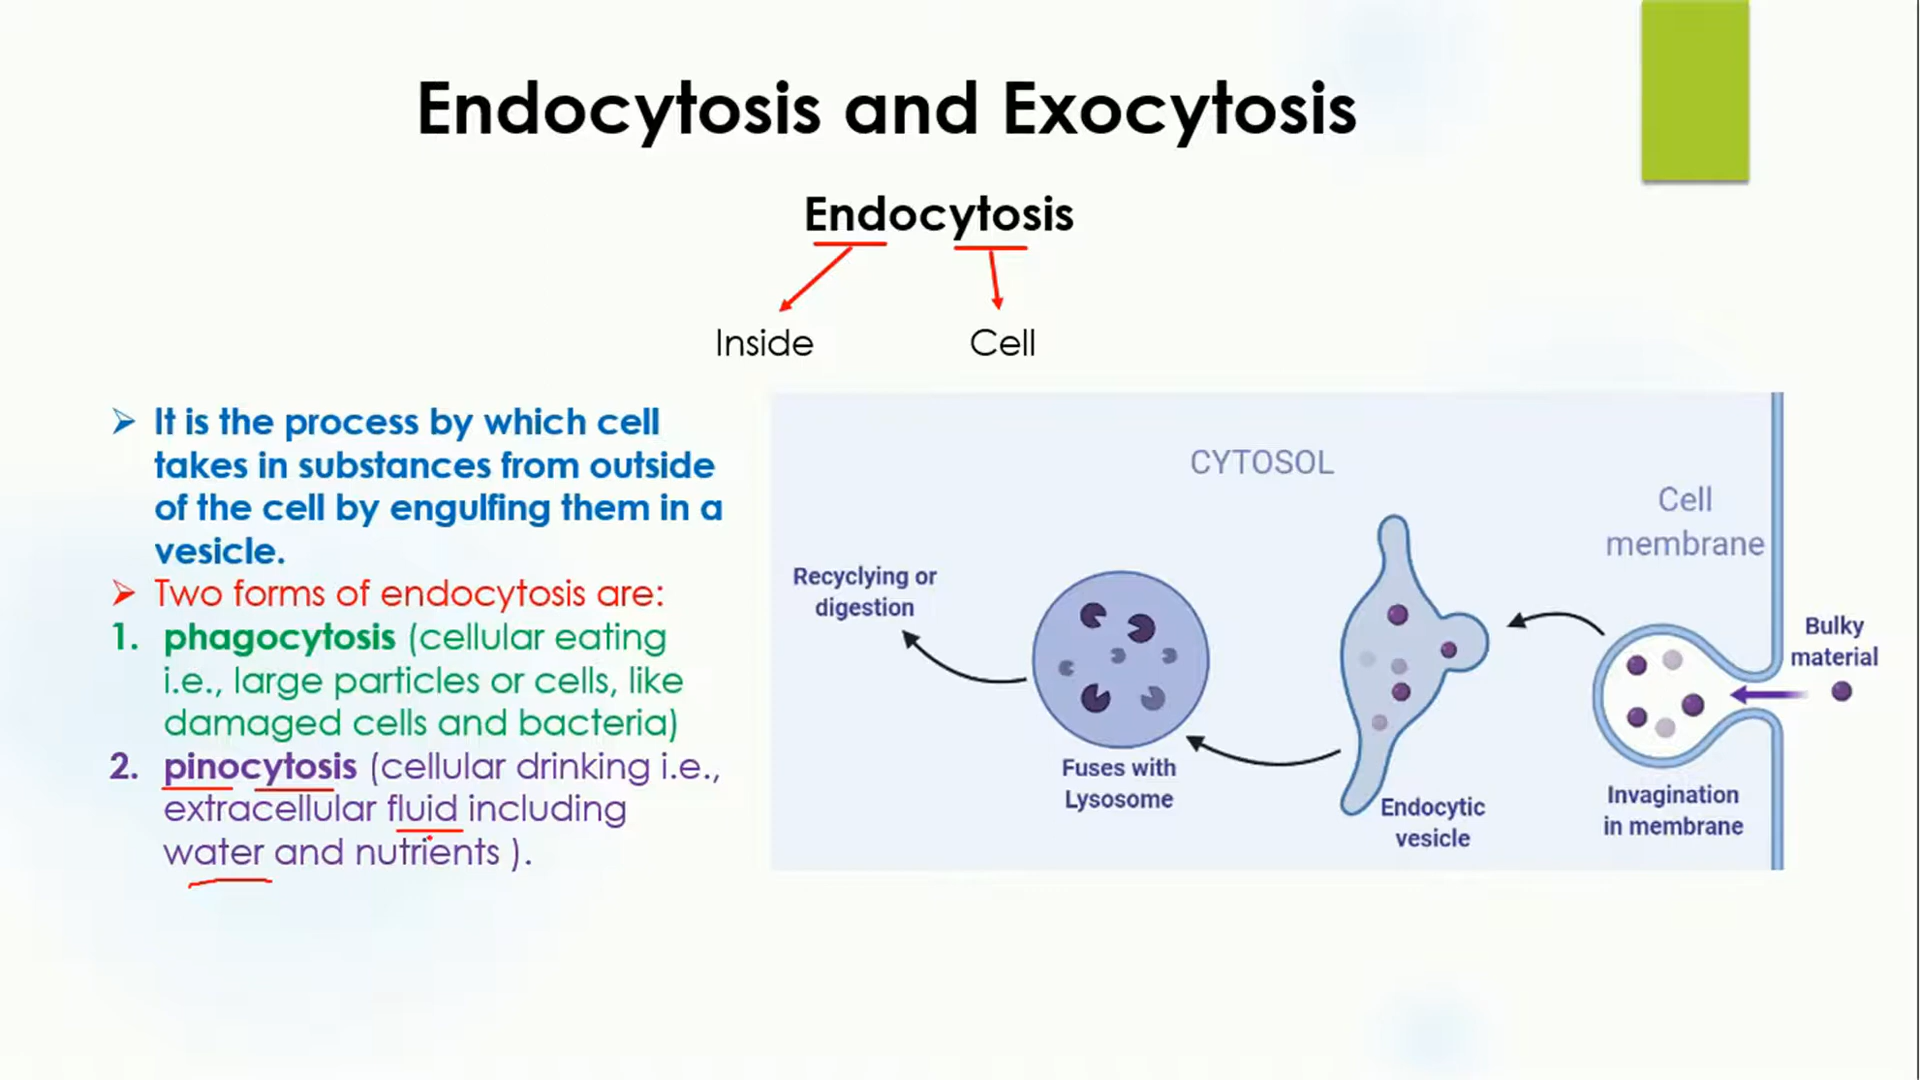 Endocytosis and Exocytosis
Endocytosis
Inside
Cell
It is the process by which cell
takes in substances from outside
of the cell by engulfing them in a
vesicle.
Two forms of endocytosis are:
1. phagocytosis (cellular eating
i.e., large particles or cells, like
damaged cells and bacteria)
2. pinocytosis (cellular drinking i.e.,
extracellular fluid including
water and nutrients ).
CYTOSOL
Cell
membrane
Recyclying or
digestion
Bulky
material
Fuses with
Lysosome
Endocytic
vesicle
Invagination
in membrane